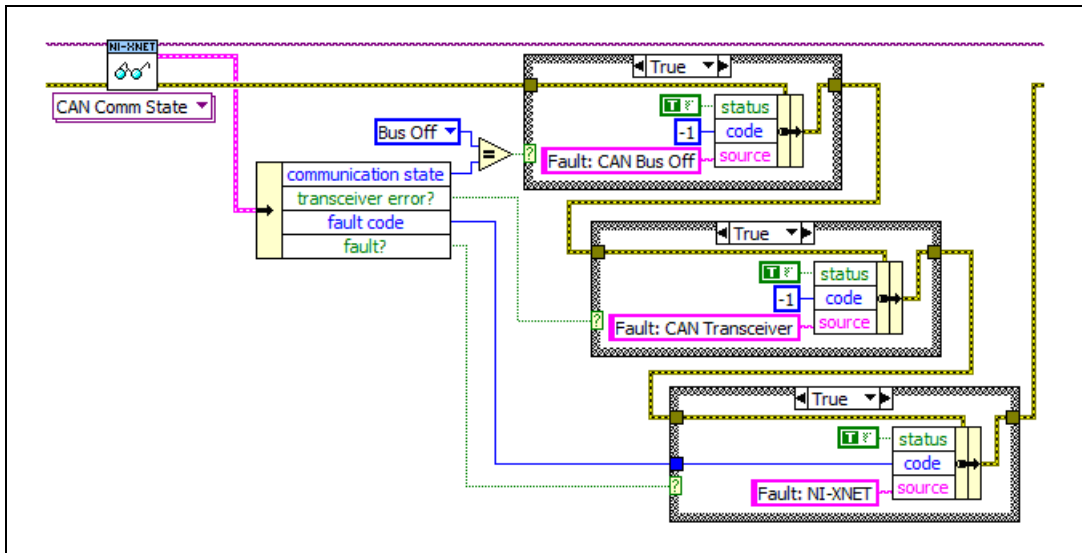 NI-XNET
CAN Comm State
True
T
status
Bus Off
-1
code
=
?
Fault: CAN Bus Off
source
communication state
transceiver error?
fault code
fault?
True
T
status
-1
code
?
Fault: CAN Transceiver
source
True
T
status
code
?
Fault: NI-XNET
source